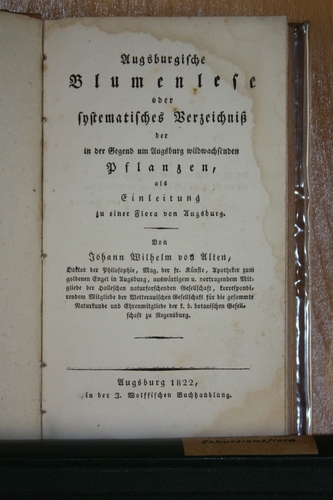 Augsburgische
Blumenlese
oder
systematisches Verzeichniß
der
in der Gegend um Augsburg wildwachsenden
Pflanzen,
als
Einleitung
zu einer Flora von Augsburg.
Von
Johann Wilhelm von Alten,
Doktor der Philosophie, Mag. der fr. Künste, Apotheker zum
goldenen Engel in Augsburg, auswärtigem u. vortragendem Mit-
gliede der Halleschen naturforschenden Gesellschaft, korrespondi-
rendem Mitgliede der Wetterauischen Gesellschaft für die gesammte
Naturkunde und Ehrenmitgliede der k. b. botanischen Gesell-
schaft zu Regensburg.
Augsburg 1822,
in der J. Wolffischen Buchhandlung.
Exkursionsflora